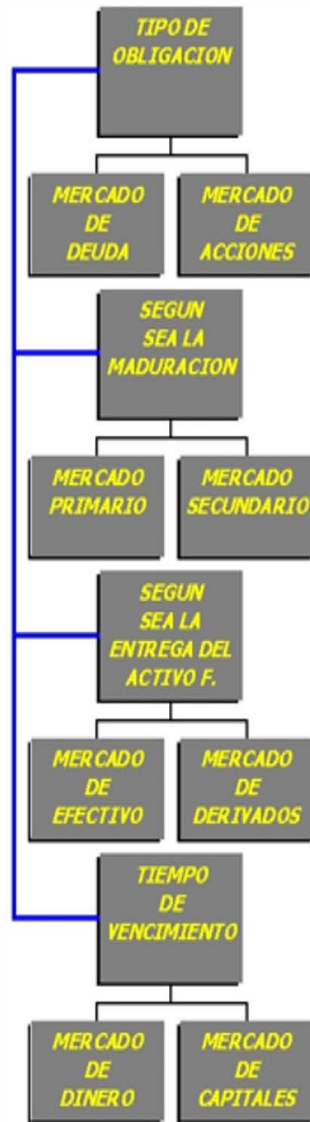 TIPO DE
OBLIGACION
MERCADO
DE
DEUDA
MERCADO
DE
ACCIONES
SEGUN
SEA LA
MADURACION
MERCADO
PRIMARIO
MERCADO
SECUNDARIO
SEGUN
SEA LA
ENTREGA DEL
ACTIVO F.
MERCADO
DE
EFECTIVO
MERCADO
DE
DERIVADOS
TIEMPO
DE
VENCIMIENTO
MERCADO
DE
DINERO
MERCADO
DE
CAPITALES